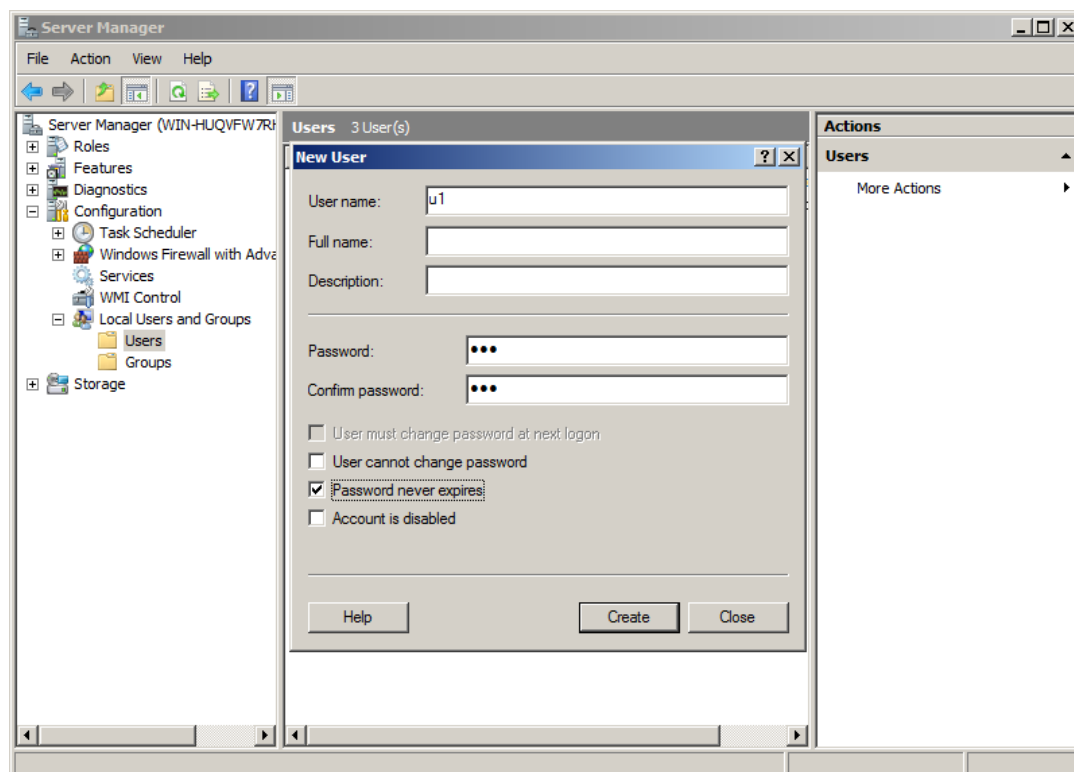 Server Manager
File Action View Help
Server Manager (WIN-HUQVFW7RH
Roles
Features
Diagnostics
Configuration
Task Scheduler
Windows Firewall with Adva
Services
WMI Control
Local Users and Groups
Users
Groups
Storage
Users 3 User(s)
New User
User name: u1
Full name:
Description:
Password: •••
Confirm password: •••
User must change password at next logon
User cannot change password
Password never expires
Account is disabled
Help Create Close
Actions
Users
More Actions